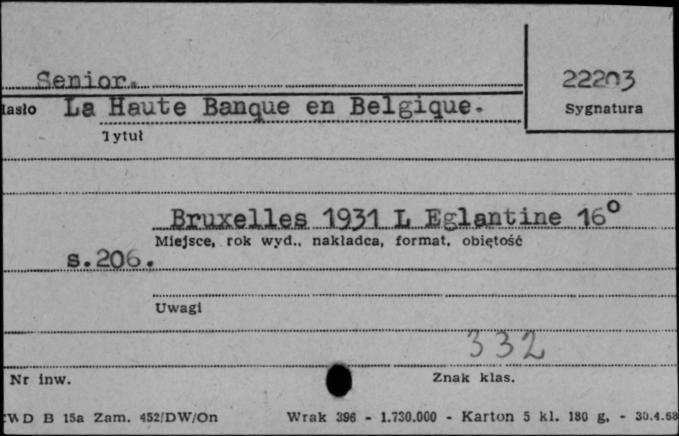 Senior.
22203
Hasło La Haute Banque en Belgique.
Sygnatura
Tytuł
Bruxelles 1931 L Eglantine 16°
Miejsce, rok wyd., nakładca, format, objętość
s.206.
Uwagi
332
Nr inw.
Znak klas.
WD B 15a Zam. 452/DW/On Wrak 396 - 1.730.000 - Karton 5 kl. 180 g, - 30.4.68